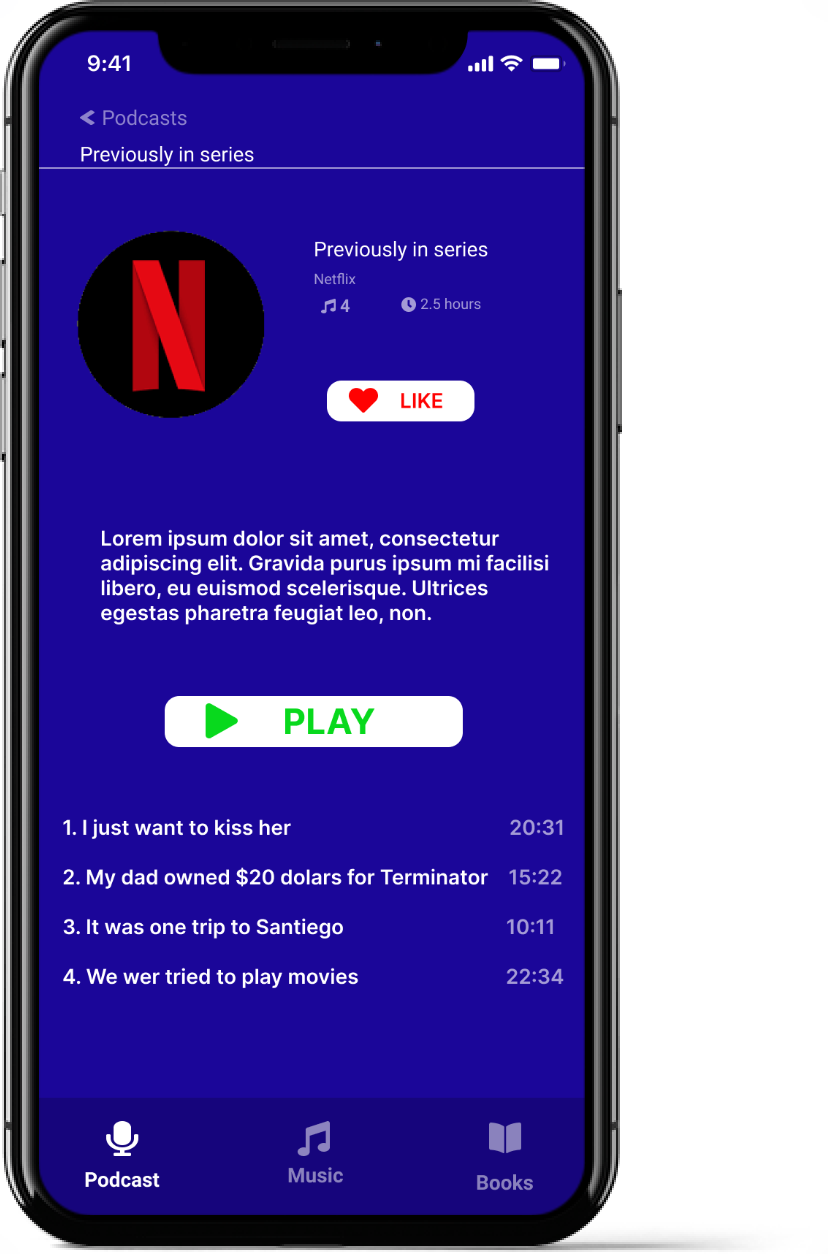 9:41
< Podcasts
Previously in series
N
Previously in series
Netflix
4 2.5 hours
LIKE
Lorem ipsum dolor sit amet, consectetur
adipiscing elit. Gravida purus ipsum mi facilisi
libero, eu euismod scelerisque. Ultrices
egestas pharetra feugiat leo, non.
PLAY
1. I just want to kiss her 20:31
2. My dad owned $20 dolars for Terminator 15:22
3. It was one trip to Santiego 10:11
4. We wer tried to play movies 22:34
Podcast Music Books